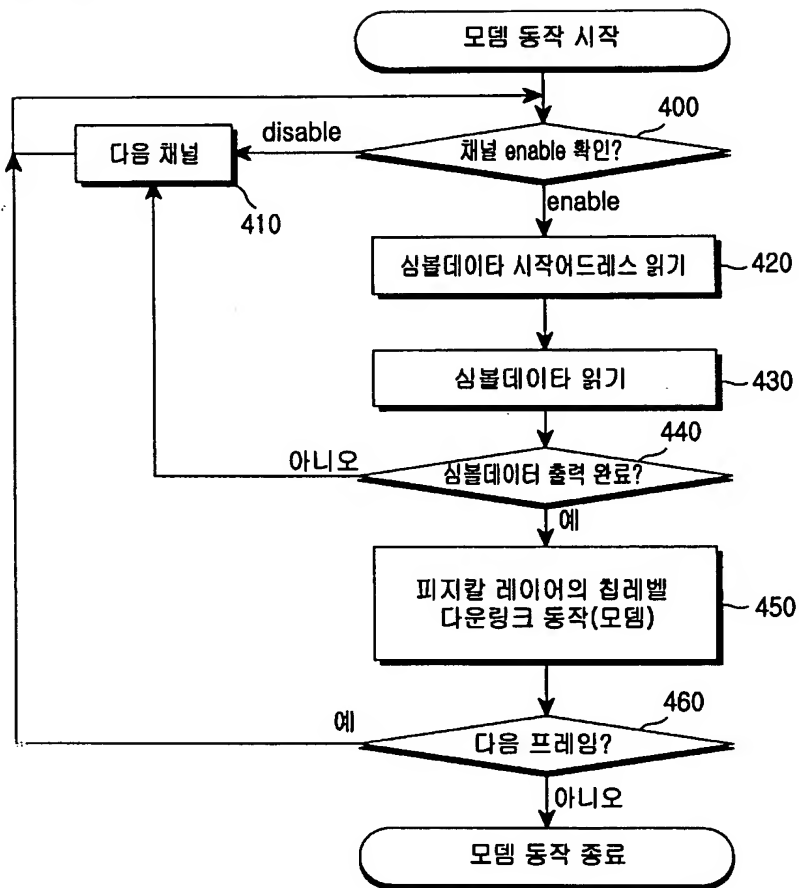 모뎀 동작 시작
400
채널 enable 확인?
disable
다음 채널
410
enable
심볼데이타 시작어드레스 읽기
420
심볼데이타 읽기
430
440
심볼데이터 출력 완료?
아니오
예
피지칼 레이어의 칩레벨
다운링크 동작(모뎀)
450
460
다음 프레임?
예
아니오
모뎀 동작 종료